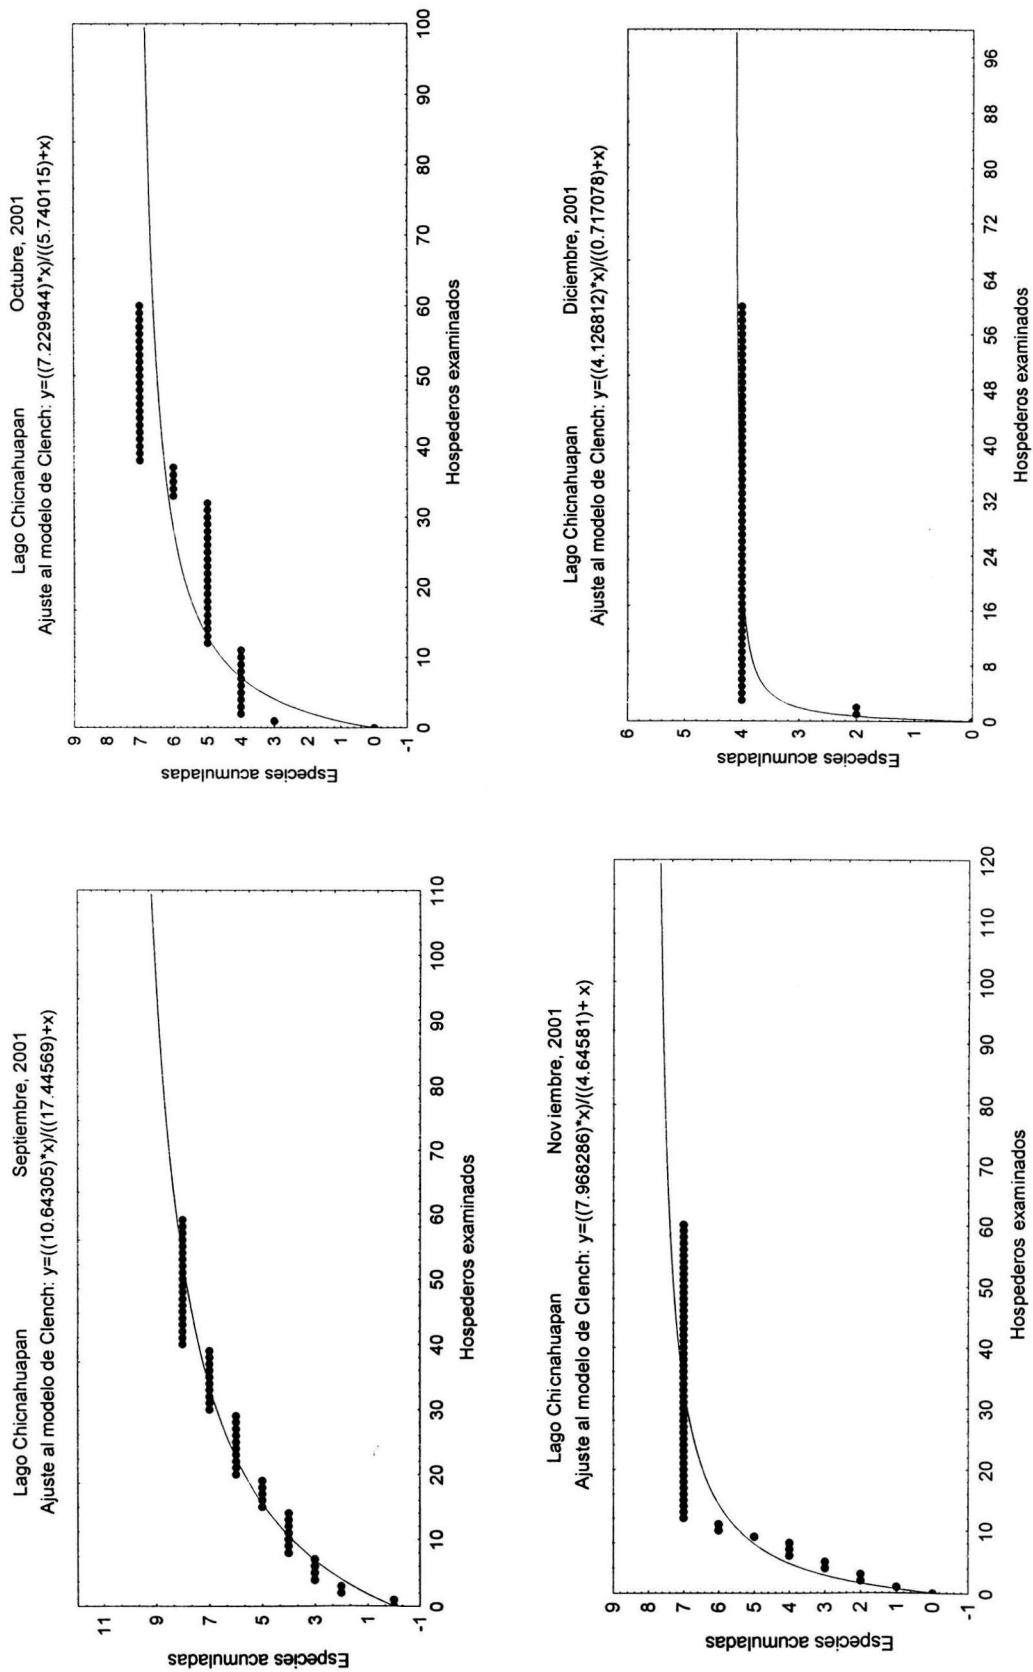 Lago Chicnahuapan Septiembre, 2001
Ajuste al modelo de Clench: y=((10.64305)*x)/((17.44569)+x)
11
9
7
5
3
1
-1
Especies acumuladas
0 10 20 30 40 50 60 70 80 90 100 110
Hospederos examinados
Lago Chicnahuapan Octubre, 2001
Ajuste al modelo de Clench: y=((7.229944)*x)/((5.740115)+x)
9
8
7
6
5
4
3
2
1
0
-1
Especies acumuladas
0 10 20 30 40 50 60 70 80 90 100
Hospederos examinados
Lago Chicnahuapan Noviembre, 2001
Ajuste al modelo de Clench: y=((7.968286)*x)/((4.64581)+ x)
9
8
7
6
5
4
3
2
1
0
-1
Especies acumuladas
0 10 20 30 40 50 60 70 80 90 100 110 120
Hospederos examinados
Lago Chicnahuapan Diciembre, 2001
Ajuste al modelo de Clench: y=((4.126812)*x)/((0.717078)+x)
6
5
4
3
2
1
0
Especies acumuladas
0 8 16 24 32 40 48 56 64 72 80 88 96
Hospederos examinados